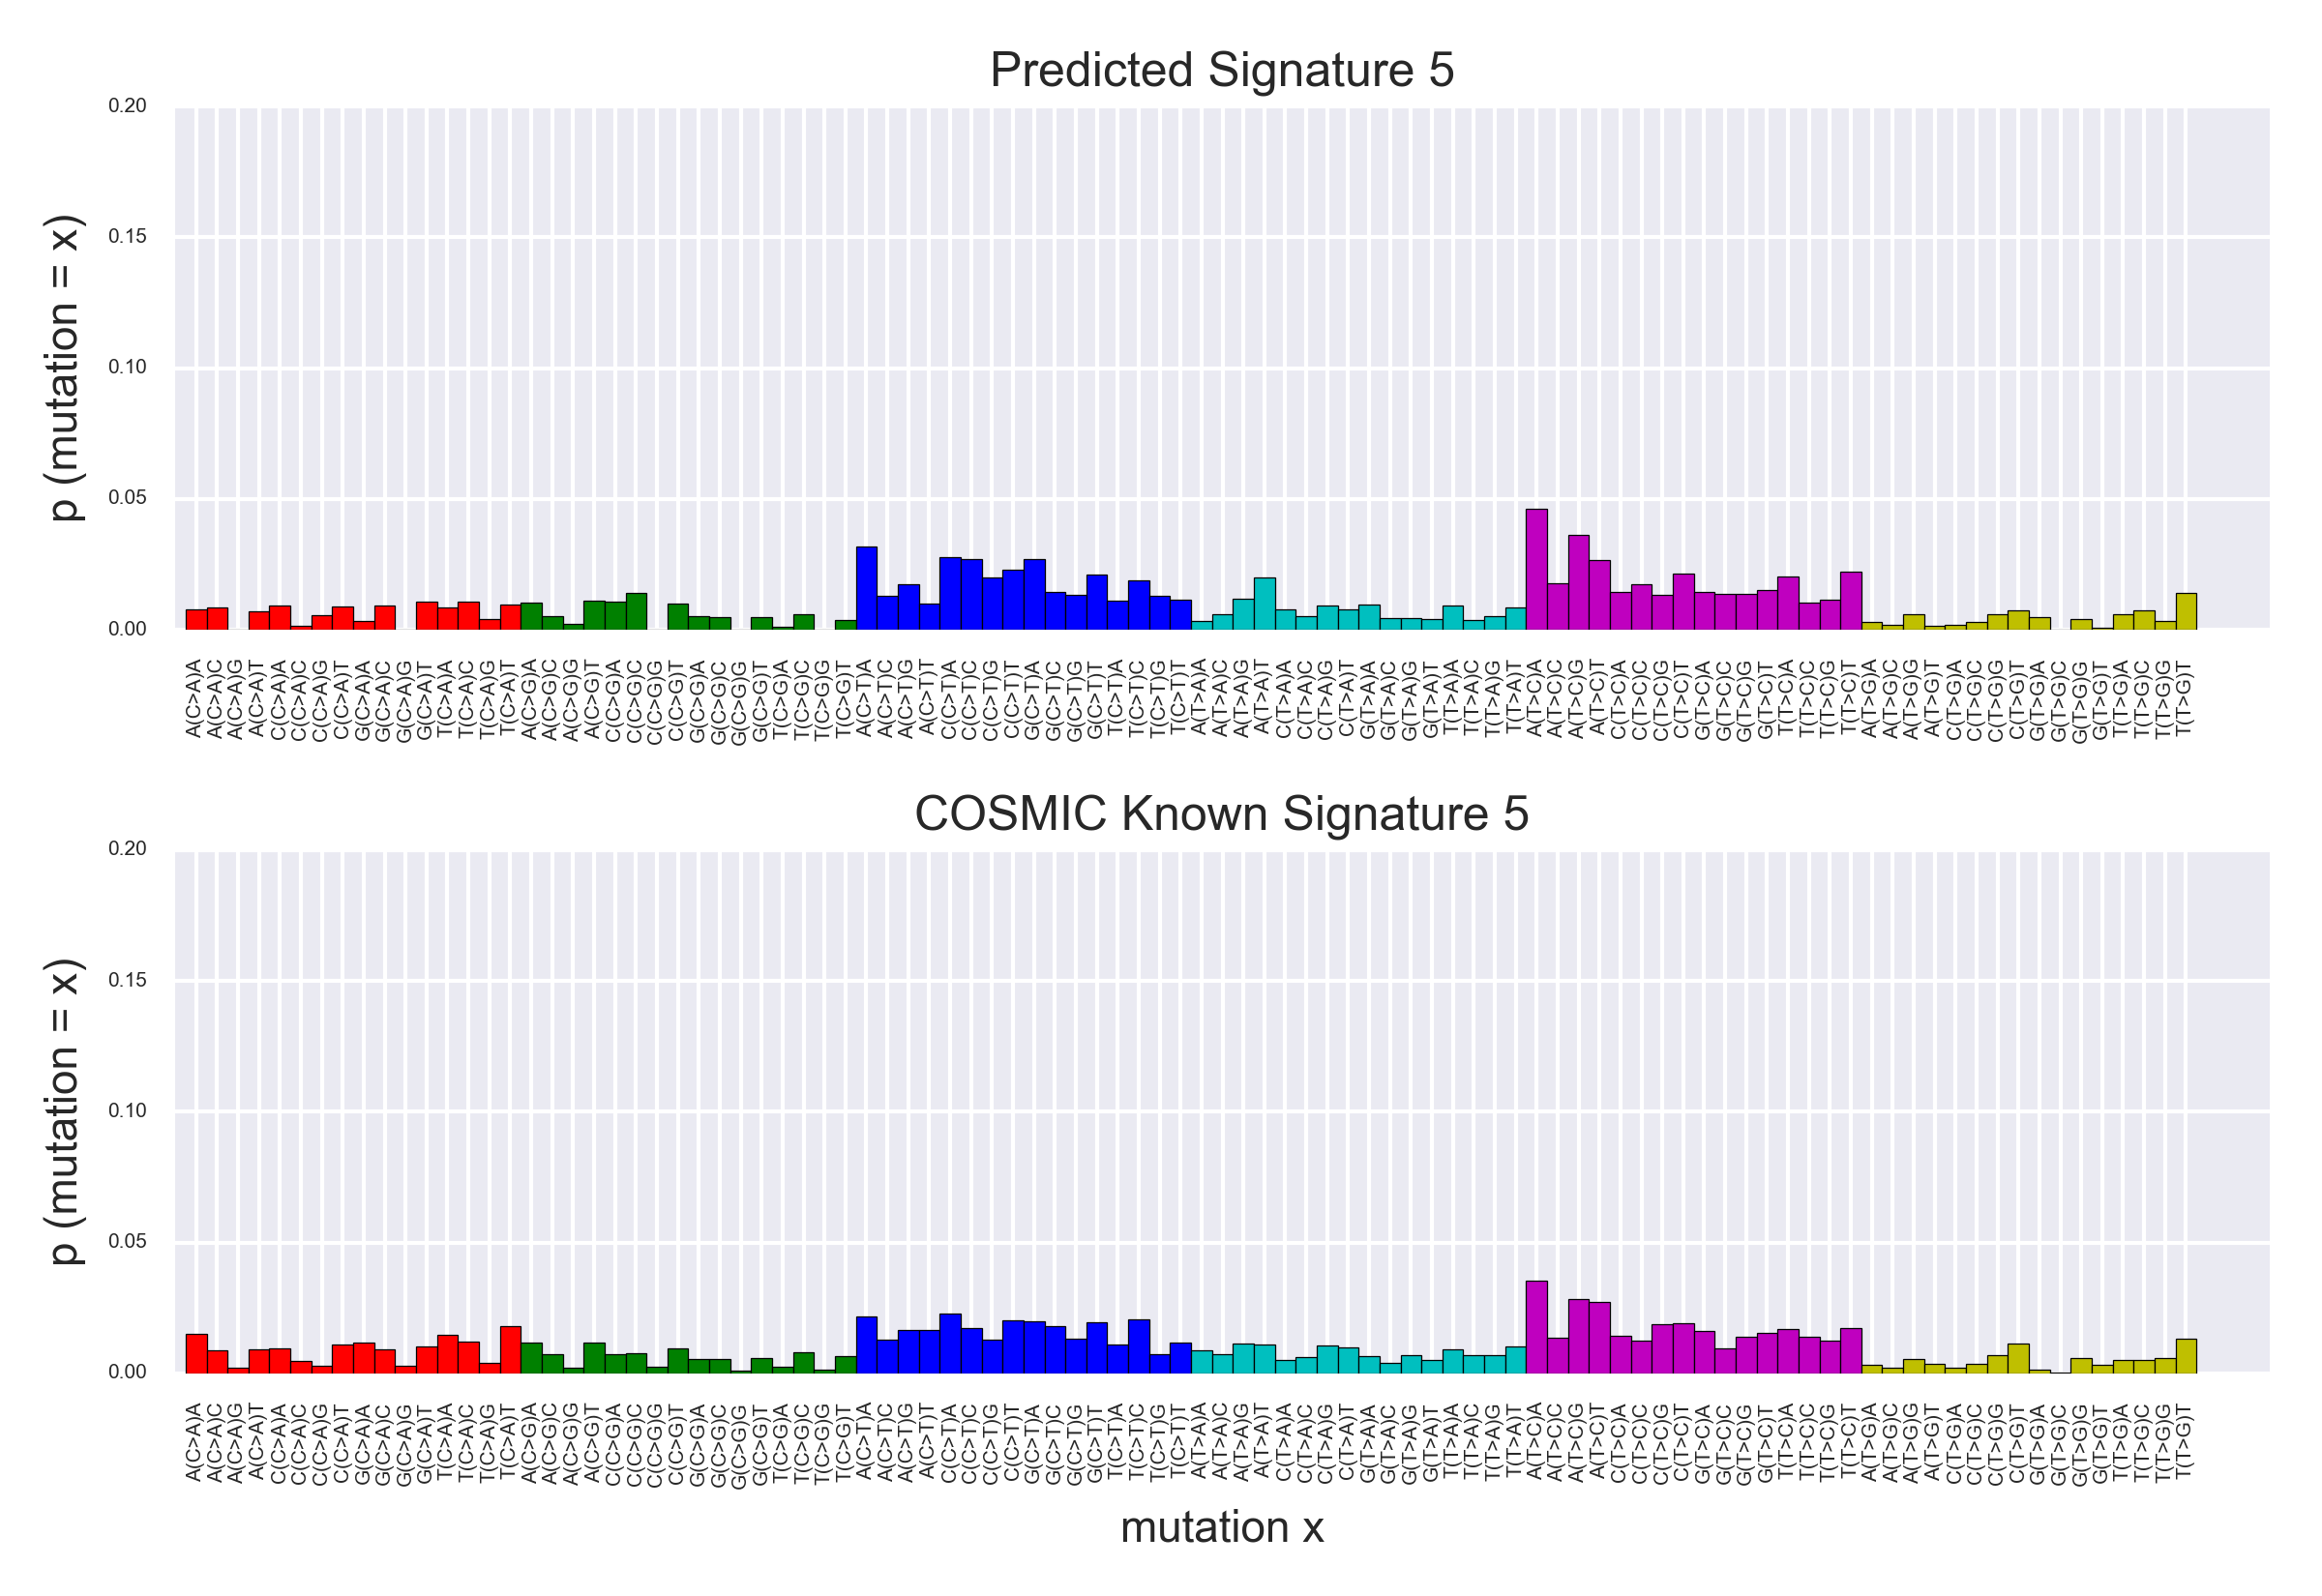 Predicted Signature 5
0.20
0.15
0.10
0.05
0.00
p (mutation = x)
A(C>A)A A(C>A)C A(C>A)G A(C>A)T C(C>A)A C(C>A)C C(C>A)G C(C>A)T G(C>A)A G(C>A)C G(C>A)G G(C>A)T T(C>A)A T(C>A)C T(C>A)G T(C>A)T A(C>G)A A(C>G)C A(C>G)G A(C>G)T C(C>G)A C(C>G)C C(C>G)G C(C>G)T G(C>G)A G(C>G)C G(C>G)G G(C>G)T T(C>G)A T(C>G)C T(C>G)G T(C>G)T A(C>T)A A(C>T)C A(C>T)G A(C>T)T C(C>T)A C(C>T)C C(C>T)G C(C>T)T G(C>T)A G(C>T)C G(C>T)G G(C>T)T T(C>T)A T(C>T)C T(C>T)G T(C>T)T A(T>A)A A(T>A)C A(T>A)G A(T>A)T C(T>A)A C(T>A)C C(T>A)G C(T>A)T G(T>A)A G(T>A)C G(T>A)G G(T>A)T T(T>A)A T(T>A)C T(T>A)G T(T>A)T A(T>C)A A(T>C)C A(T>C)G A(T>C)T C(T>C)A C(T>C)C C(T>C)G C(T>C)T G(T>C)A G(T>C)C G(T>C)G G(T>C)T T(T>C)A T(T>C)C T(T>C)G T(T>C)T A(T>G)A A(T>G)C A(T>G)G A(T>G)T C(T>G)A C(T>G)C C(T>G)G C(T>G)T G(T>G)A G(T>G)C G(T>G)G G(T>G)T T(T>G)A T(T>G)C T(T>G)G T(T>G)T
COSMIC Known Signature 5
0.20
0.15
0.10
0.05
0.00
p (mutation = x)
A(C>A)A A(C>A)C A(C>A)G A(C>A)T C(C>A)A C(C>A)C C(C>A)G C(C>A)T G(C>A)A G(C>A)C G(C>A)G G(C>A)T T(C>A)A T(C>A)C T(C>A)G T(C>A)T A(C>G)A A(C>G)C A(C>G)G A(C>G)T C(C>G)A C(C>G)C C(C>G)G C(C>G)T G(C>G)A G(C>G)C G(C>G)G G(C>G)T T(C>G)A T(C>G)C T(C>G)G T(C>G)T A(C>T)A A(C>T)C A(C>T)G A(C>T)T C(C>T)A C(C>T)C C(C>T)G C(C>T)T G(C>T)A G(C>T)C G(C>T)G G(C>T)T T(C>T)A T(C>T)C T(C>T)G T(C>T)T A(T>A)A A(T>A)C A(T>A)G A(T>A)T C(T>A)A C(T>A)C C(T>A)G C(T>A)T G(T>A)A G(T>A)C G(T>A)G G(T>A)T T(T>A)A T(T>A)C T(T>A)G T(T>A)T A(T>C)A A(T>C)C A(T>C)G A(T>C)T C(T>C)A C(T>C)C C(T>C)G C(T>C)T G(T>C)A G(T>C)C G(T>C)G G(T>C)T T(T>C)A T(T>C)C T(T>C)G T(T>C)T A(T>G)A A(T>G)C A(T>G)G A(T>G)T C(T>G)A C(T>G)C C(T>G)G C(T>G)T G(T>G)A G(T>G)C G(T>G)G G(T>G)T T(T>G)A T(T>G)C T(T>G)G T(T>G)T
mutation x